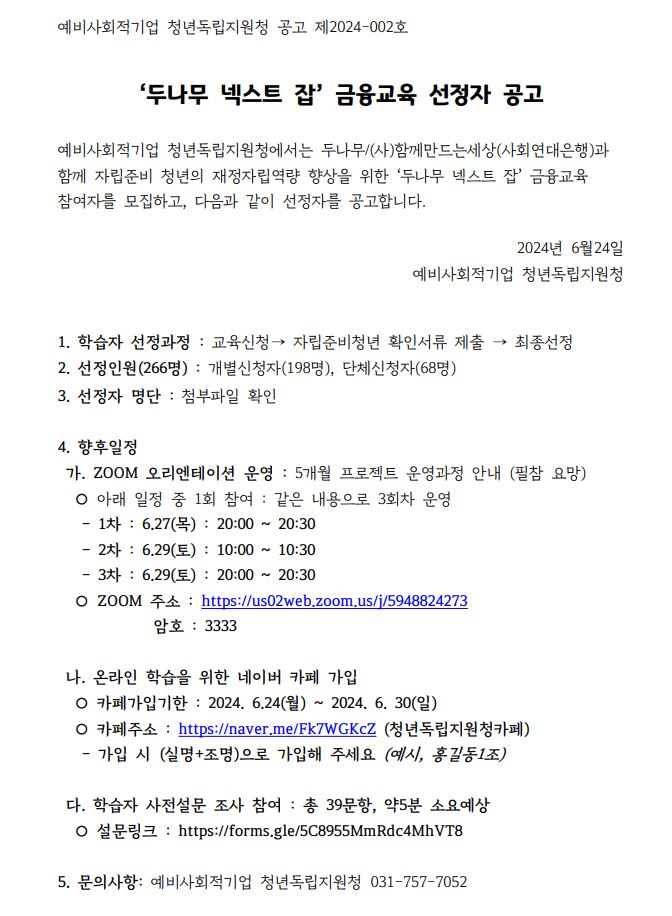 예비사회적기업 청년독립지원청 공고 제2024-002호
‘두나무 넥스트 잡’ 금융교육 선정자 공고
예비사회적기업 청년독립지원청에서는 두나무/(사)함께만드는세상(사회연대은행)과
함께 자립준비 청년의 재정자립역량 향상을 위한 ‘두나무 넥스트 잡’ 금융교육
참여자를 모집하고, 다음과 같이 선정자를 공고합니다.
2024년 6월24일
예비사회적기업 청년독립지원청
1. 학습자 선정과정 : 교육신청→ 자립준비청년 확인서류 제출 → 최종선정
2. 선정인원(266명) : 개별신청자(198명), 단체신청자(68명)
3. 선정자 명단 : 첨부파일 확인
4. 향후일정
가. ZOOM 오리엔테이션 운영 : 5개월 프로젝트 운영과정 안내 (필참 요망)
○ 아래 일정 중 1회 참여 : 같은 내용으로 3회차 운영
- 1차 : 6.27(목) : 20:00 ~ 20:30
- 2차 : 6.29(토) : 10:00 ~ 10:30
- 3차 : 6.29(토) : 20:00 ~ 20:30
○ ZOOM 주소 : https://us02web.zoom.us/j/5948824273
암호 : 3333
나. 온라인 학습을 위한 네이버 카페 가입
○ 카페가입기한 : 2024. 6.24(월) ~ 2024. 6. 30(일)
○ 카페주소 : https://naver.me/Fk7WGKcZ (청년독립지원청카페)
- 가입 시 (실명+조명)으로 가입해 주세요 (예시, 홍길동1조)
다. 학습자 사전설문 조사 참여 : 총 39문항, 약5분 소요예상
○ 설문링크 : https://forms.gle/5C8955MmRdc4MhVT8
5. 문의사항: 예비사회적기업 청년독립지원청 031-757-7052